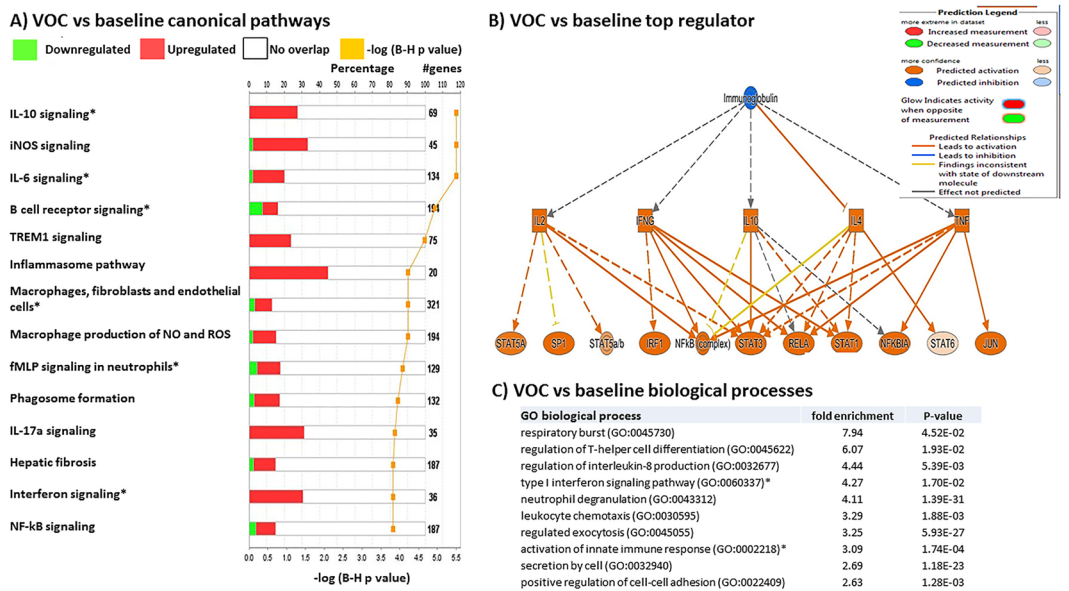 A) VOC vs baseline canonical pathways
Downregulated
Upregulated
No overlap
-log (B-H p value)
Percentage
#genes
0 10 20 30 40 50 60 70 80 90 100 110 120
IL-10 signaling* 69
iNOS signaling 45
IL-6 signaling* 134
B cell receptor signaling*
TREM1 signaling 75
Inflammasome pathway 20
Macrophages, fibroblasts and endothelial
cells* 321
Macrophage production of NO and ROS 194
fMLP signaling in neutrophils* 129
Phagosome formation 132
IL-17a signaling 35
Hepatic fibrosis 187
Interferon signaling* 36
NF-kB signaling 187
0.0 0.5 1.0 1.5 2.0 2.5 3.0 3.5 4.0 4.5 5.0 5.5
-log (B-H p value)
B) VOC vs baseline top regulator
Prediction Legend
more extreme in dataset less
Increased measurement
Decreased measurement
more confidence less
Predicted activation
Predicted inhibition
Glow Indicates activity
when opposite
of measurement
Predicted Relationships
Leads to activation
Leads to inhibition
Findings inconsistent
with state of downstream
molecule
Effect not predicted
Immunoglobulin
IL2 IFNG IL10 IL4 TNF
STAT5A SP1 STAT5a/b IRF1 NFkB (complex) STAT3 RELA STAT1 NFKBIA STAT6 JUN
C) VOC vs baseline biological processes
GO biological process fold enrichment P-value
respiratory burst (GO:0045730) 7.94 4.52E-02
regulation of T-helper cell differentiation (GO:0045622) 6.07 1.93E-02
regulation of interleukin-8 production (GO:0032677) 4.44 5.39E-03
type I interferon signaling pathway (GO:0060337)* 4.27 1.70E-02
neutrophil degranulation (GO:0043312) 4.11 1.39E-31
leukocyte chemotaxis (GO:0030595) 3.29 1.88E-03
regulated exocytosis (GO:0045055) 3.25 5.93E-27
activation of innate immune response (GO:0002218)* 3.09 1.74E-04
secretion by cell (GO:0032940) 2.69 1.18E-23
positive regulation of cell-cell adhesion (GO:0022409) 2.63 1.28E-03